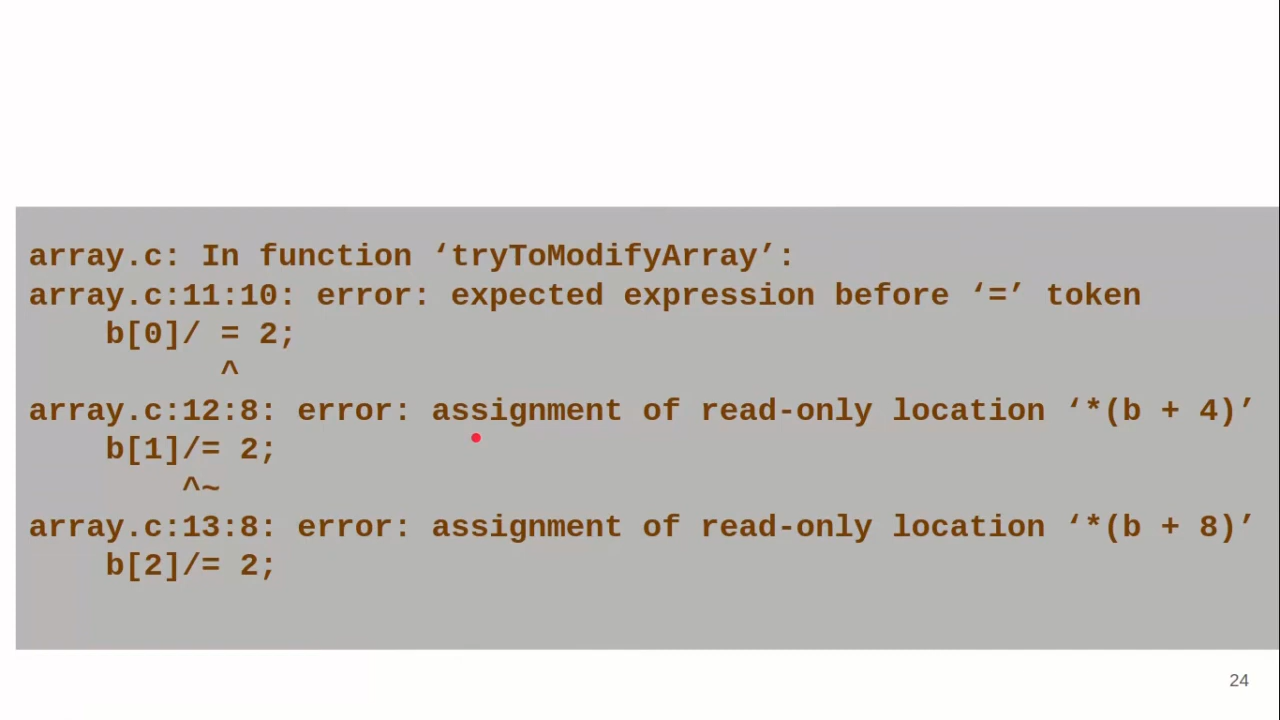 array.c: In function ‘tryToModifyArray’:
array.c:11:10: error: expected expression before ‘=’ token
    b[0]/ = 2;
          ^
array.c:12:8: error: assignment of read-only location ‘*(b + 4)’
    b[1]/= 2;
        ^~
array.c:13:8: error: assignment of read-only location ‘*(b + 8)’
    b[2]/= 2;
24